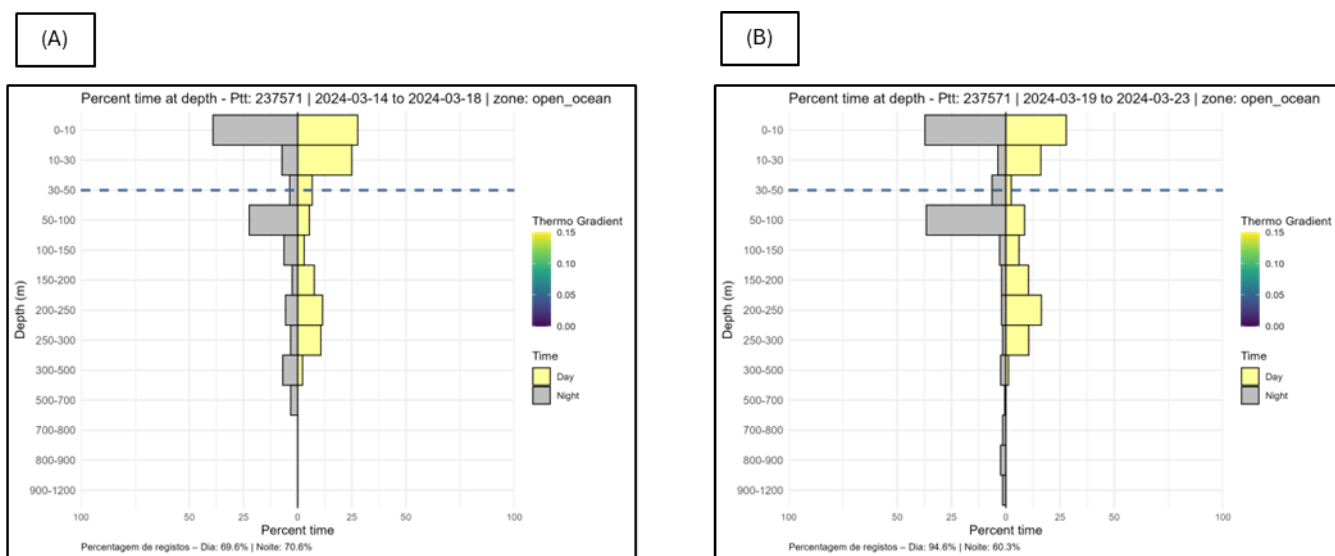 (A)
Percent time at depth - Ptt: 237571 | 2024-03-14 to 2024-03-18 | zone: open_ocean
0-10
10-30
30-50
50-100
100-150
150-200
200-250
250-300
300-500
500-700
700-800
800-900
900-1200
Depth (m)
100 50 25 0 25 50 100
Percent time
Percentagem de registos – Dia: 69.6% | Noite: 70.6%
Thermo Gradient
0.15
0.10
0.05
0.00
Time
Day
Night
(B)
Percent time at depth - Ptt: 237571 | 2024-03-19 to 2024-03-23 | zone: open_ocean
0-10
10-30
30-50
50-100
100-150
150-200
200-250
250-300
300-500
500-700
700-800
800-900
900-1200
Depth (m)
100 50 25 0 25 50 100
Percent time
Percentagem de registos – Dia: 94.6% | Noite: 60.3%
Thermo Gradient
0.15
0.10
0.05
0.00
Time
Day
Night